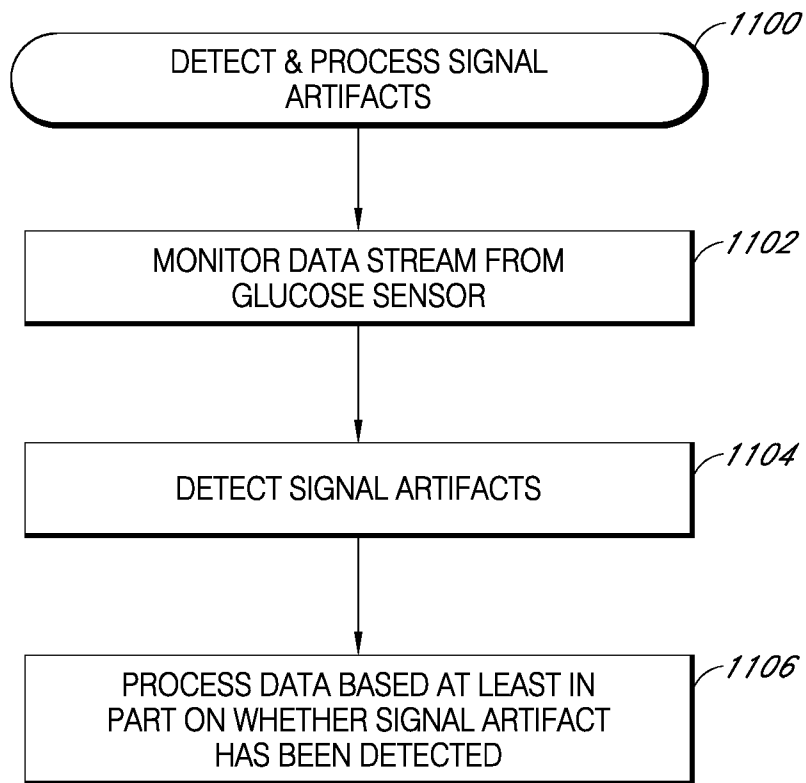 1100
DETECT & PROCESS SIGNAL
ARTIFACTS
1102
MONITOR DATA STREAM FROM
GLUCOSE SENSOR
1104
DETECT SIGNAL ARTIFACTS
1106
PROCESS DATA BASED AT LEAST IN
PART ON WHETHER SIGNAL ARTIFACT
HAS BEEN DETECTED